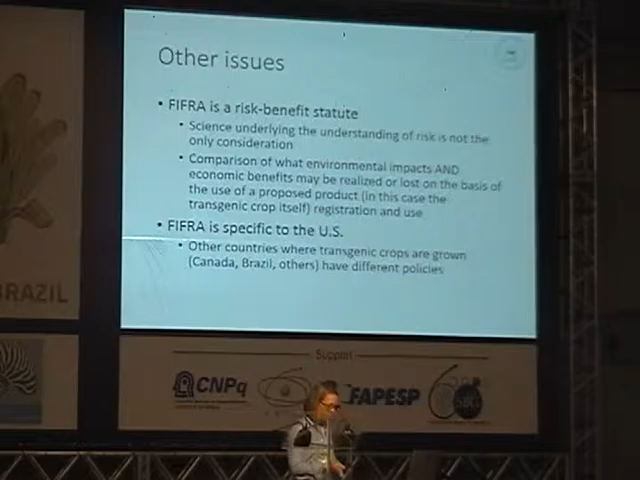 Other issues
• FIFRA is a risk-benefit statute
• Science underlying the understanding of risk is not the
only consideration
• Comparison of what environmental impacts AND
economic benefits may be realized or lost on the basis of
the use of a proposed product (in this case the
transgenic crop itself) registration and use
• FIFRA is specific to the U.S.
• Other countries where transgenic crops are grown
(Canada, Brazil, others) have different policies
BRAZIL
Support
CNPq
FAPESP